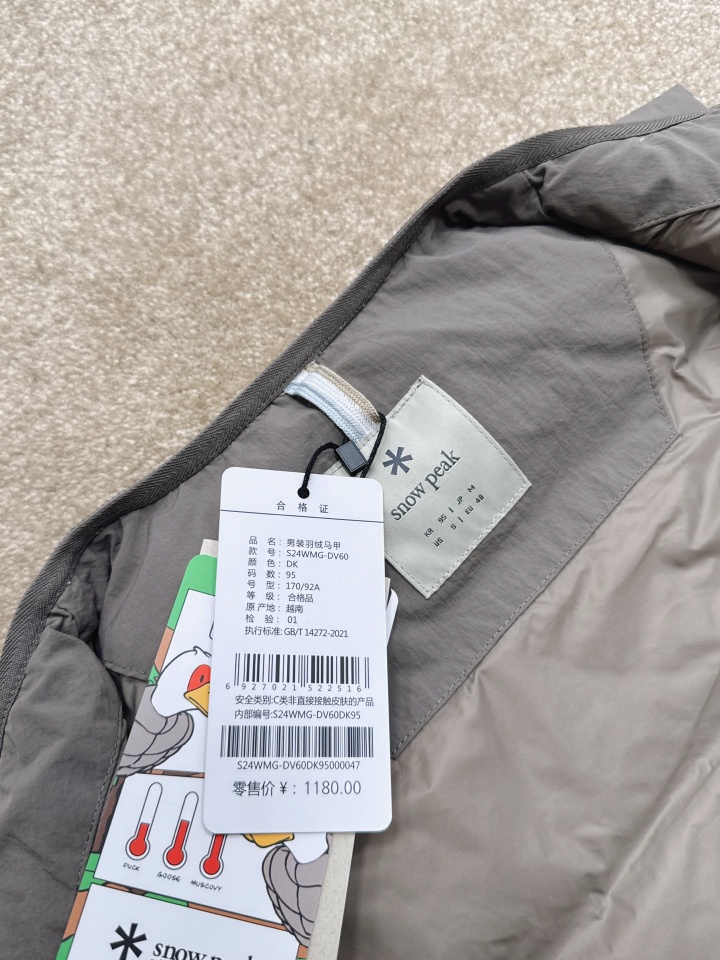 snow peak
KR 95 | JP M
US S | EU 48
合 格 证
品 名：男装羽绒马甲
款 号：S24WMG-DV60
颜 色：DK
码 数：95
号 型：170/92A
等 级：合格品
原产地：越南
检 验：01
执行标准: GB/T 14272-2021
6 927021 522516
安全类别:C类非直接接触皮肤的产品
内部编号:S24WMG-DV60DK95
S24WMG-DV60DK95000047
零售价￥：1180.00
DUCK
GOOSE
MUSCOVY
snow peak